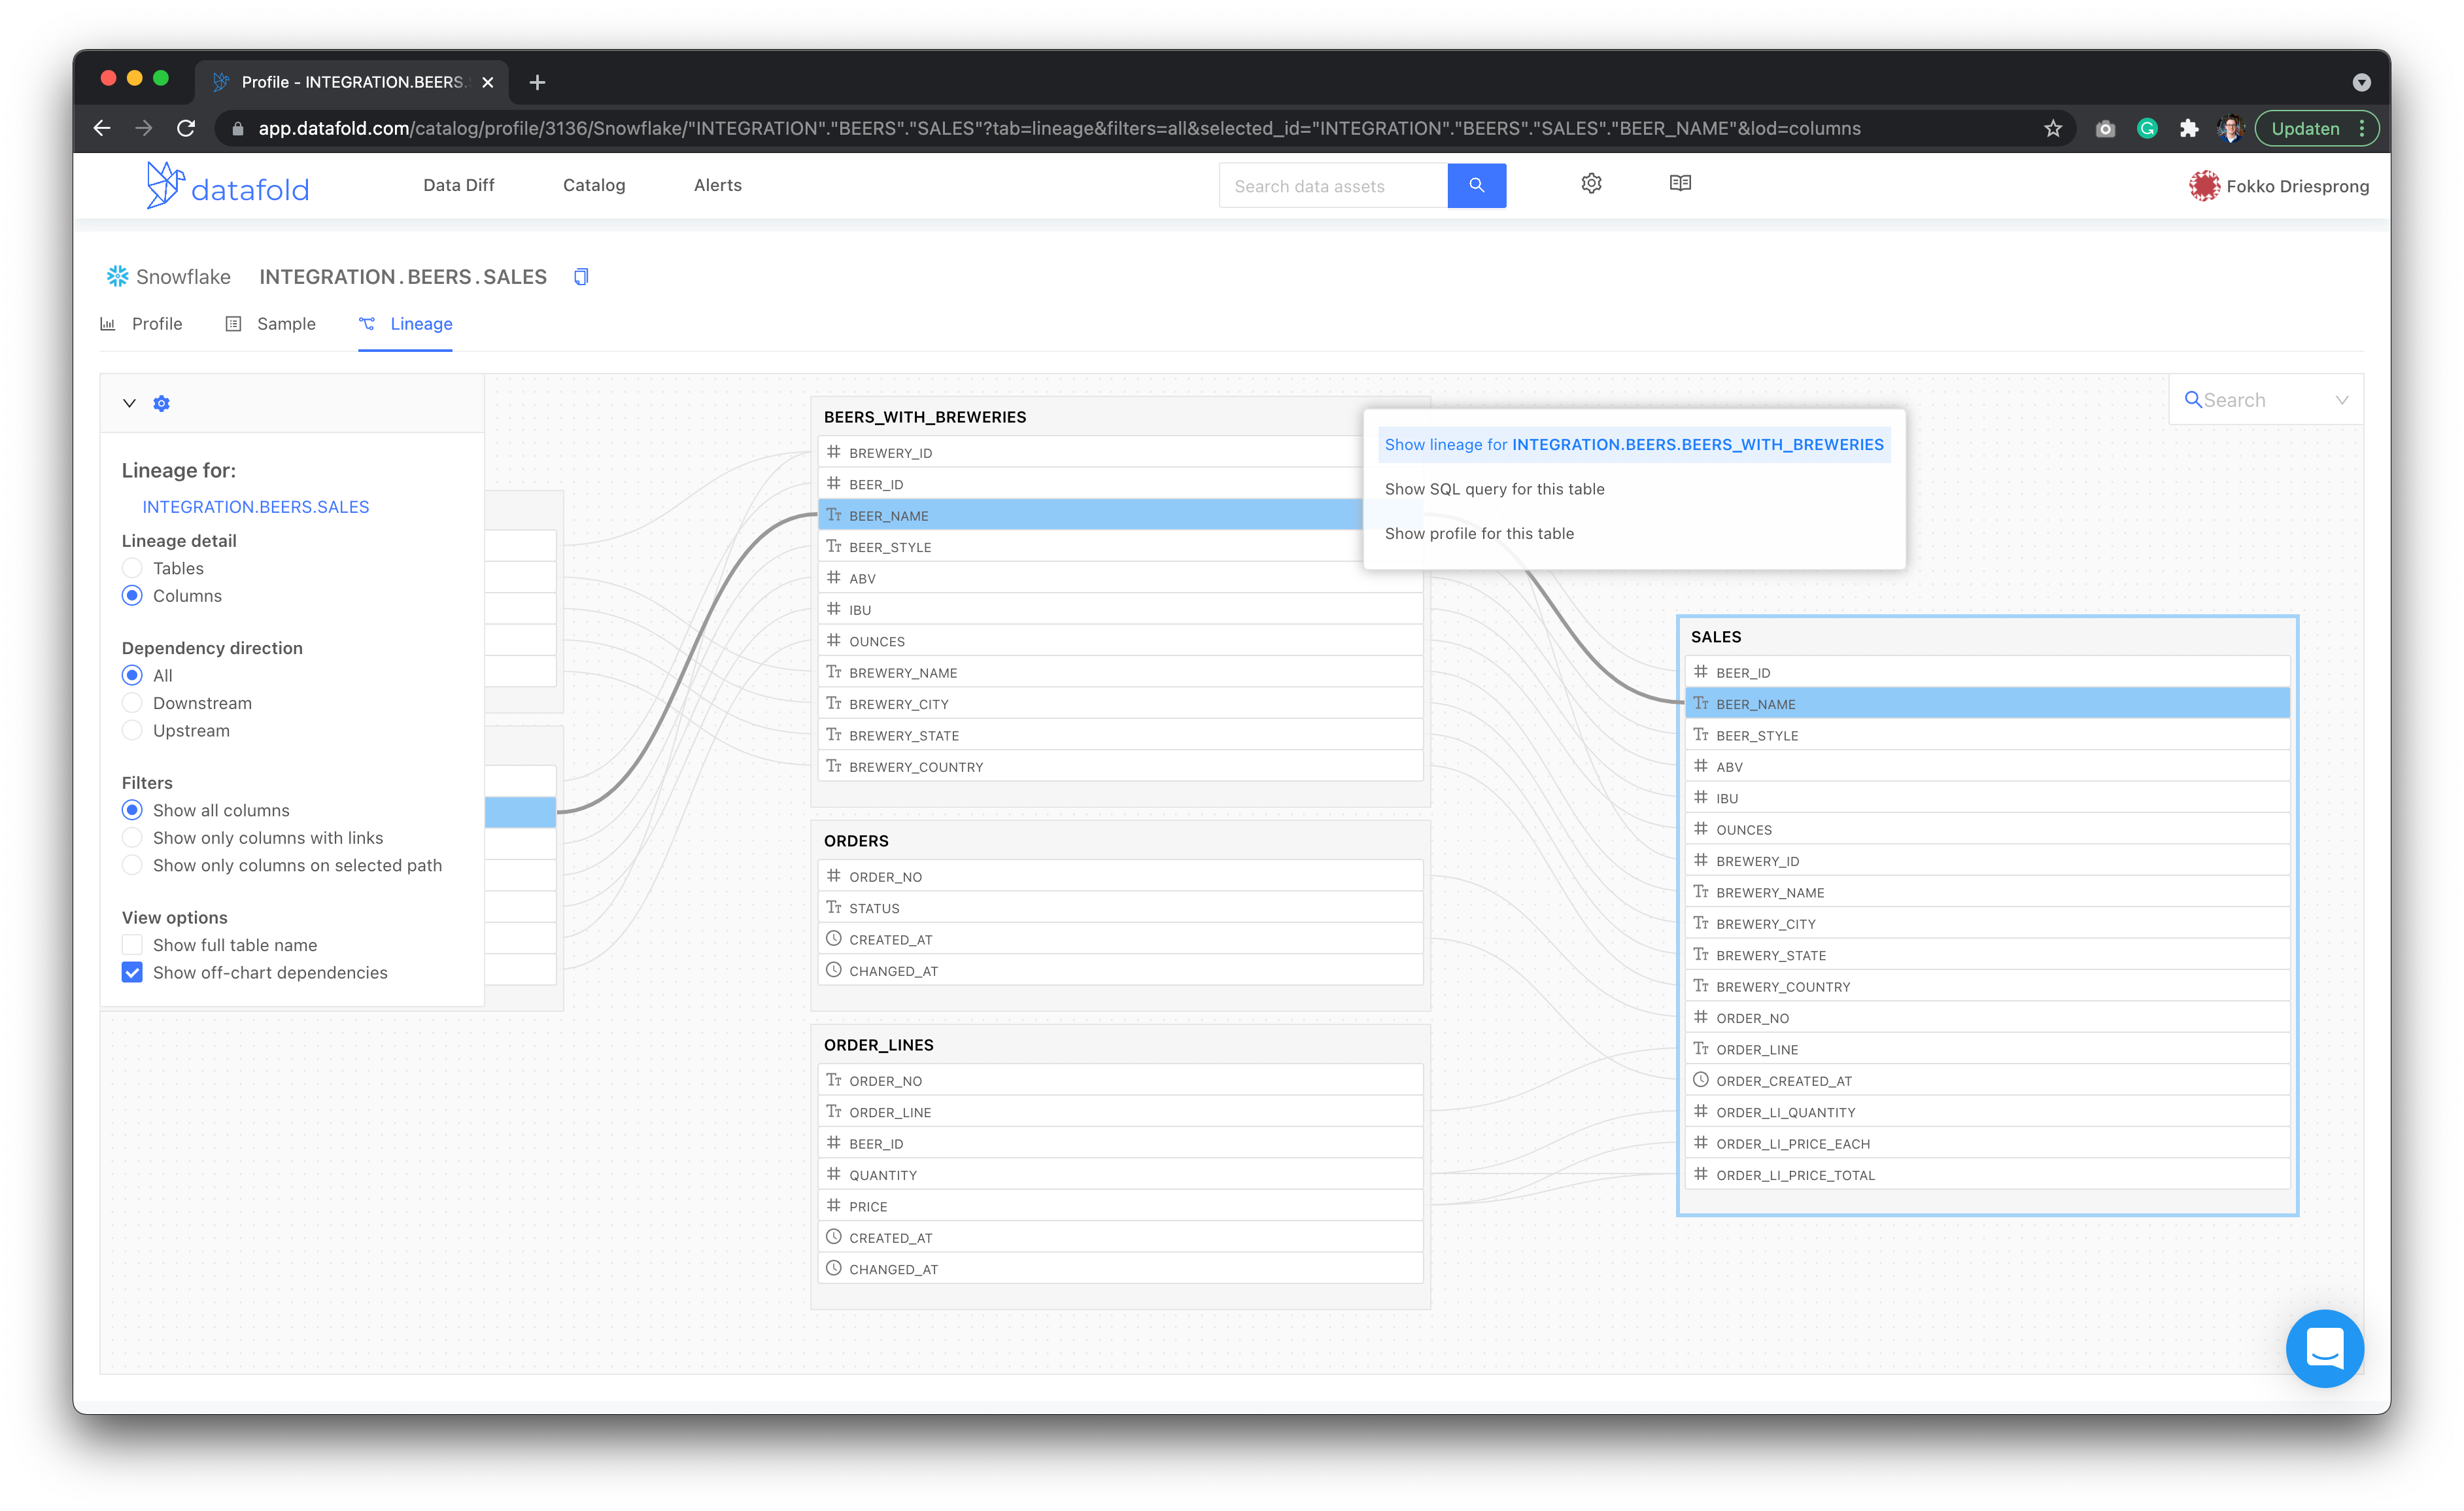 Profile - INTEGRATION.BEERS.
app.datafold.com/catalog/profile/3136/Snowflake/"INTEGRATION"."BEERS"."SALES"?tab=lineage&filters=all&selected_id="INTEGRATION"."BEERS"."SALES"."BEER_NAME"&lod=columns
Updaten
datafold
Data Diff
Catalog
Alerts
Search data assets
Fokko Driesprong
Snowflake
INTEGRATION.BEERS.SALES
Profile
Sample
Lineage
Lineage for:
INTEGRATION.BEERS.SALES
Lineage detail
Tables
Columns
Dependency direction
All
Downstream
Upstream
Filters
Show all columns
Show only columns with links
Show only columns on selected path
View options
Show full table name
Show off-chart dependencies
BEERS_WITH_BREWERIES
BREWERY_ID
BEER_ID
BEER_NAME
BEER_STYLE
ABV
IBU
OUNCES
BREWERY_NAME
BREWERY_CITY
BREWERY_STATE
BREWERY_COUNTRY
ORDERS
ORDER_NO
STATUS
CREATED_AT
CHANGED_AT
ORDER_LINES
ORDER_NO
ORDER_LINE
BEER_ID
QUANTITY
PRICE
CREATED_AT
CHANGED_AT
Show lineage for INTEGRATION.BEERS.BEERS_WITH_BREWERIES
Show SQL query for this table
Show profile for this table
Search
SALES
BEER_ID
BEER_NAME
BEER_STYLE
ABV
IBU
OUNCES
BREWERY_ID
BREWERY_NAME
BREWERY_CITY
BREWERY_STATE
BREWERY_COUNTRY
ORDER_NO
ORDER_LINE
ORDER_CREATED_AT
ORDER_LI_QUANTITY
ORDER_LI_PRICE_EACH
ORDER_LI_PRICE_TOTAL